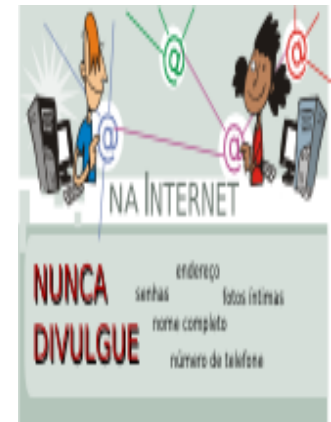 @ @ @ @ @
NA INTERNET
NUNCA DIVULGUE
endereço
senhas fotos íntimas
nome completo
número de telefone